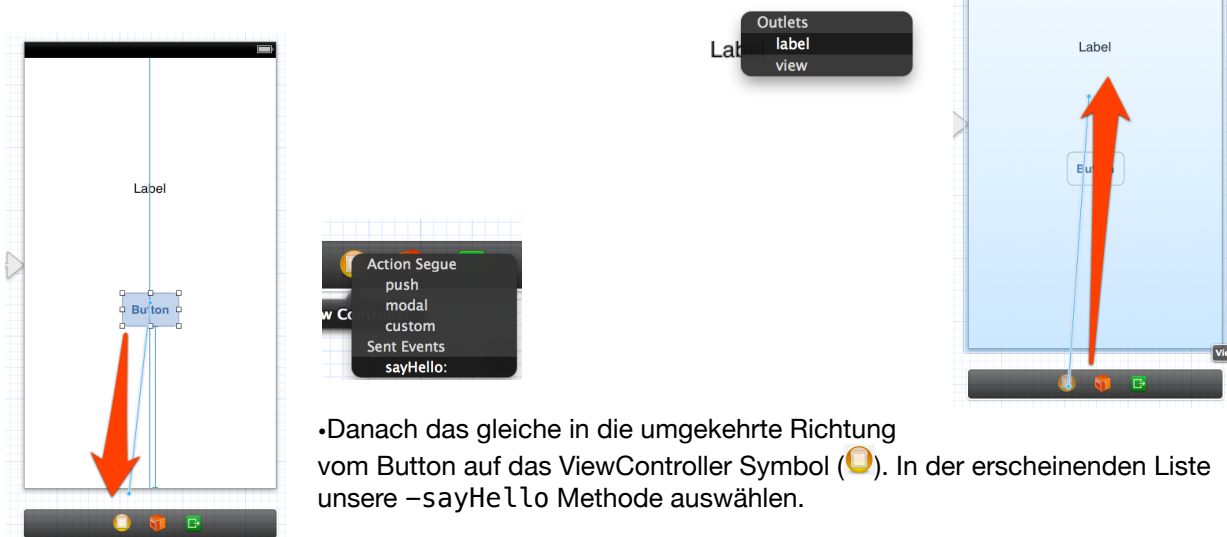 Outlets
label
view
Label
Label
Button
Label
Button
Action Segue
push
modal
custom
Sent Events
sayHello:
•Danach das gleiche in die umgekehrte Richtung
vom Button auf das ViewController Symbol (). In der erscheinenden Liste
unsere –sayHello Methode auswählen.